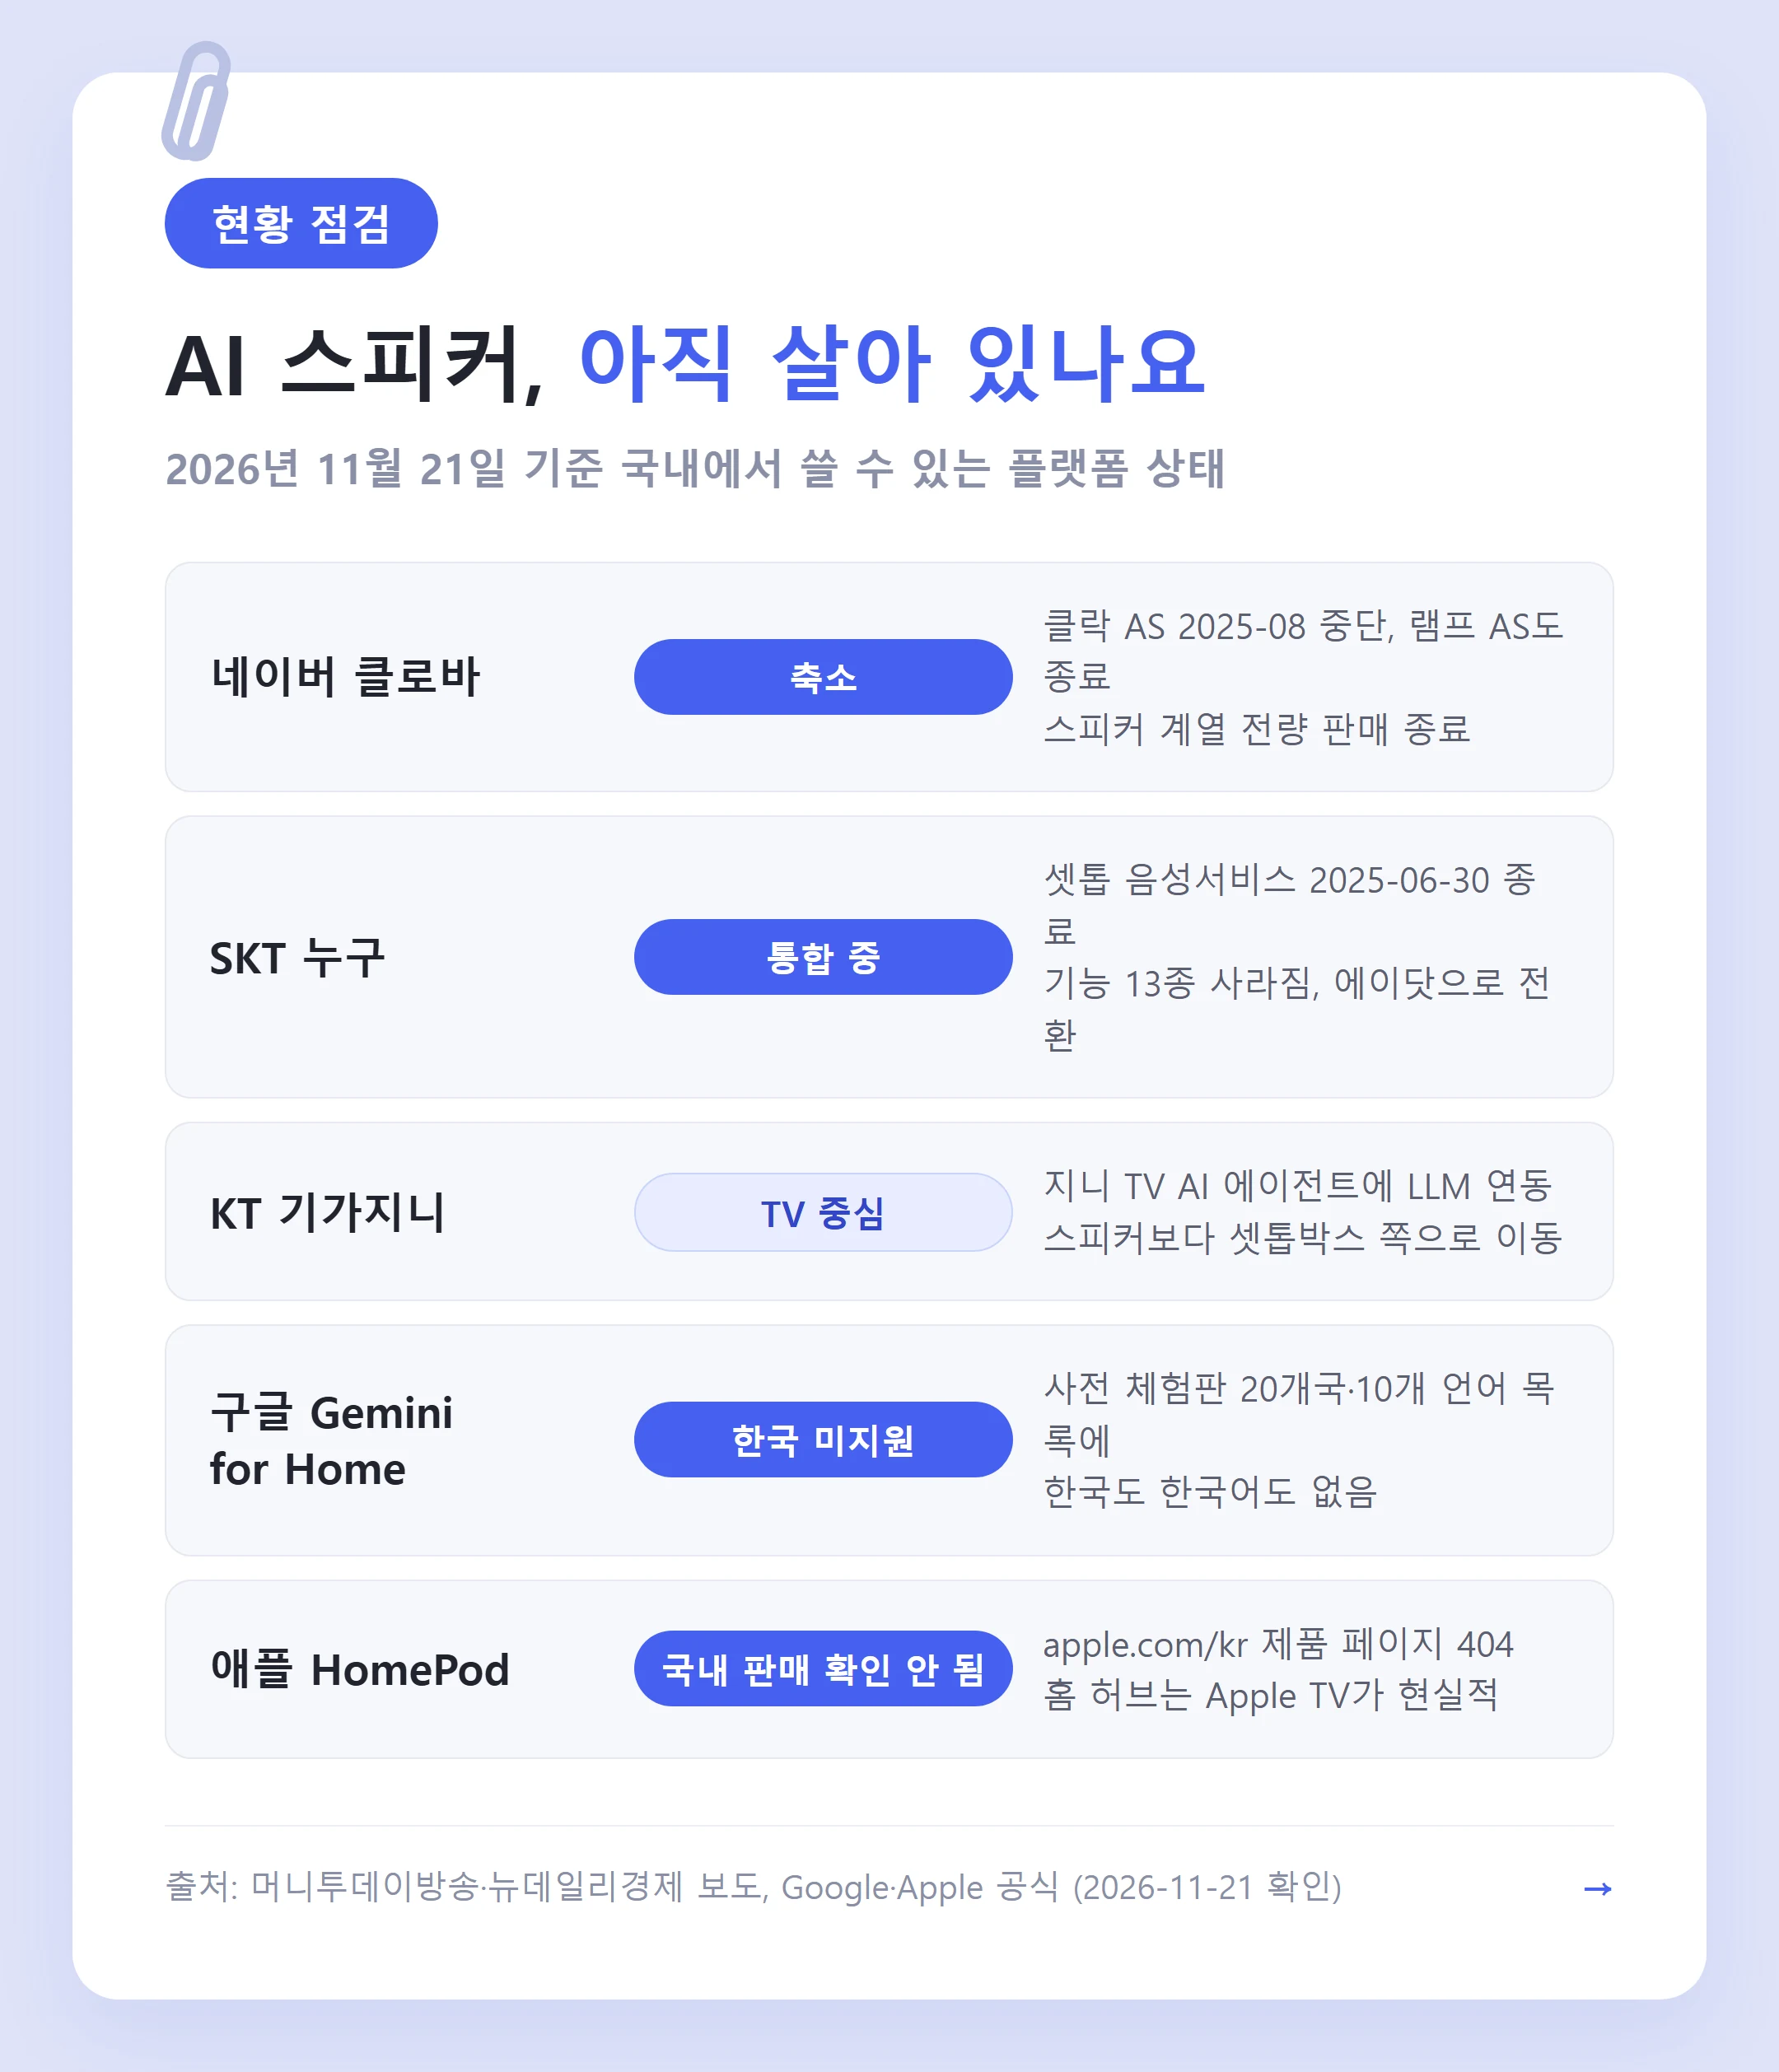 현황 점검
AI 스피커, 아직 살아 있나요
2026년 11월 21일 기준 국내에서 쓸 수 있는 플랫폼 상태
네이버 클로바
축소
클락 AS 2025-08 중단, 램프 AS도
종료
스피커 계열 전량 판매 종료
SKT 누구
통합 중
셋톱 음성서비스 2025-06-30 종
료
기능 13종 사라짐, 에이닷으로 전
환
KT 기가지니
TV 중심
지니 TV AI 에이전트에 LLM 연동
스피커보다 셋톱박스 쪽으로 이동
구글 Gemini
for Home
한국 미지원
사전 체험판 20개국·10개 언어 목
록에
한국도 한국어도 없음
애플 HomePod
국내 판매 확인 안 됨
apple.com/kr 제품 페이지 404
홈 허브는 Apple TV가 현실적
출처: 머니투데이방송·뉴데일리경제 보도, Google·Apple 공식 (2026-11-21 확인)
→